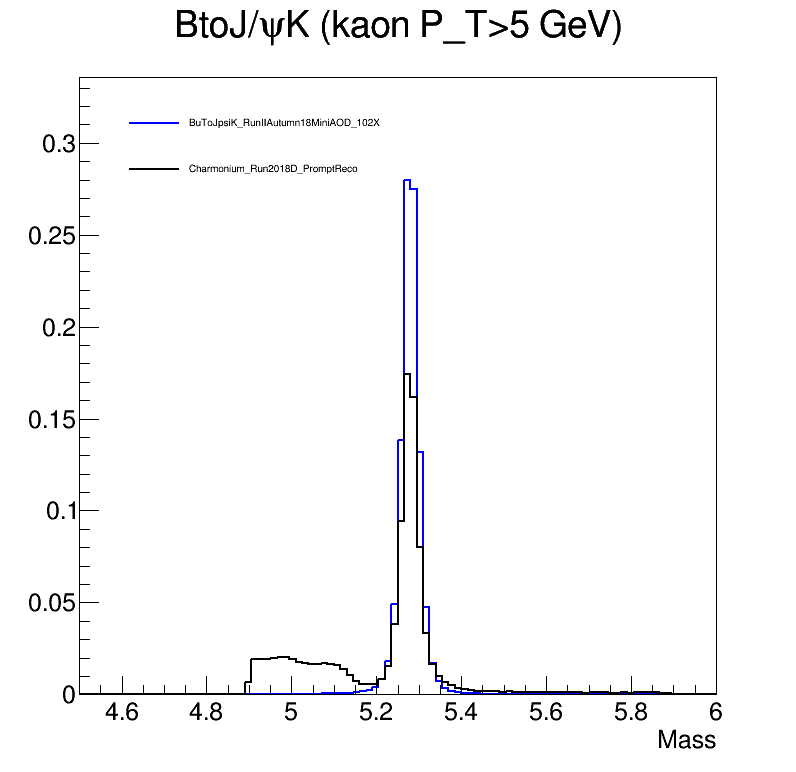 BtoJ/ψK (kaon P_T>5 GeV)
BuToJpsiK_RunIIAutumn18MiniAOD_102X
Charmonium_Run2018D_PromptReco
0.3
0.25
0.2
0.15
0.1
0.05
0
4.6 4.8 5 5.2 5.4 5.6 5.8 6
Mass